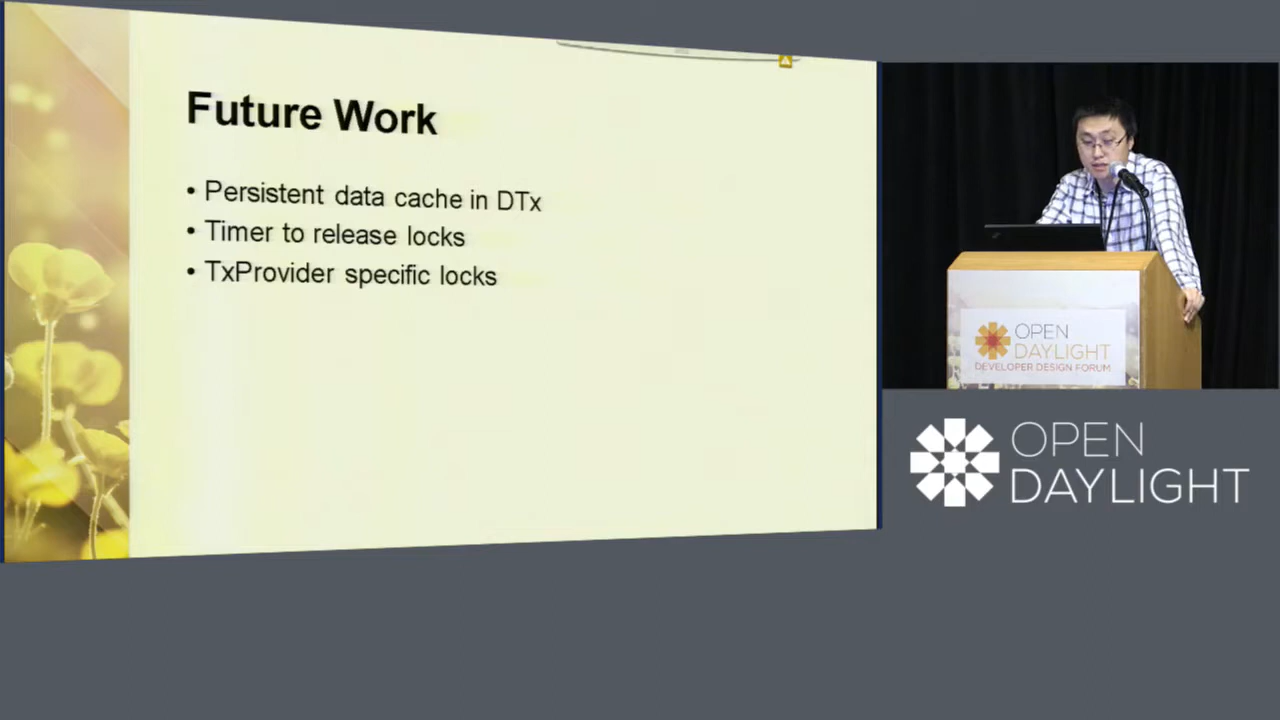 Future Work
• Persistent data cache in DTx
• Timer to release locks
• TxProvider specific locks
OPEN
DAYLIGHT
DEVELOPER DESIGN FORUM
OPEN
DAYLIGHT